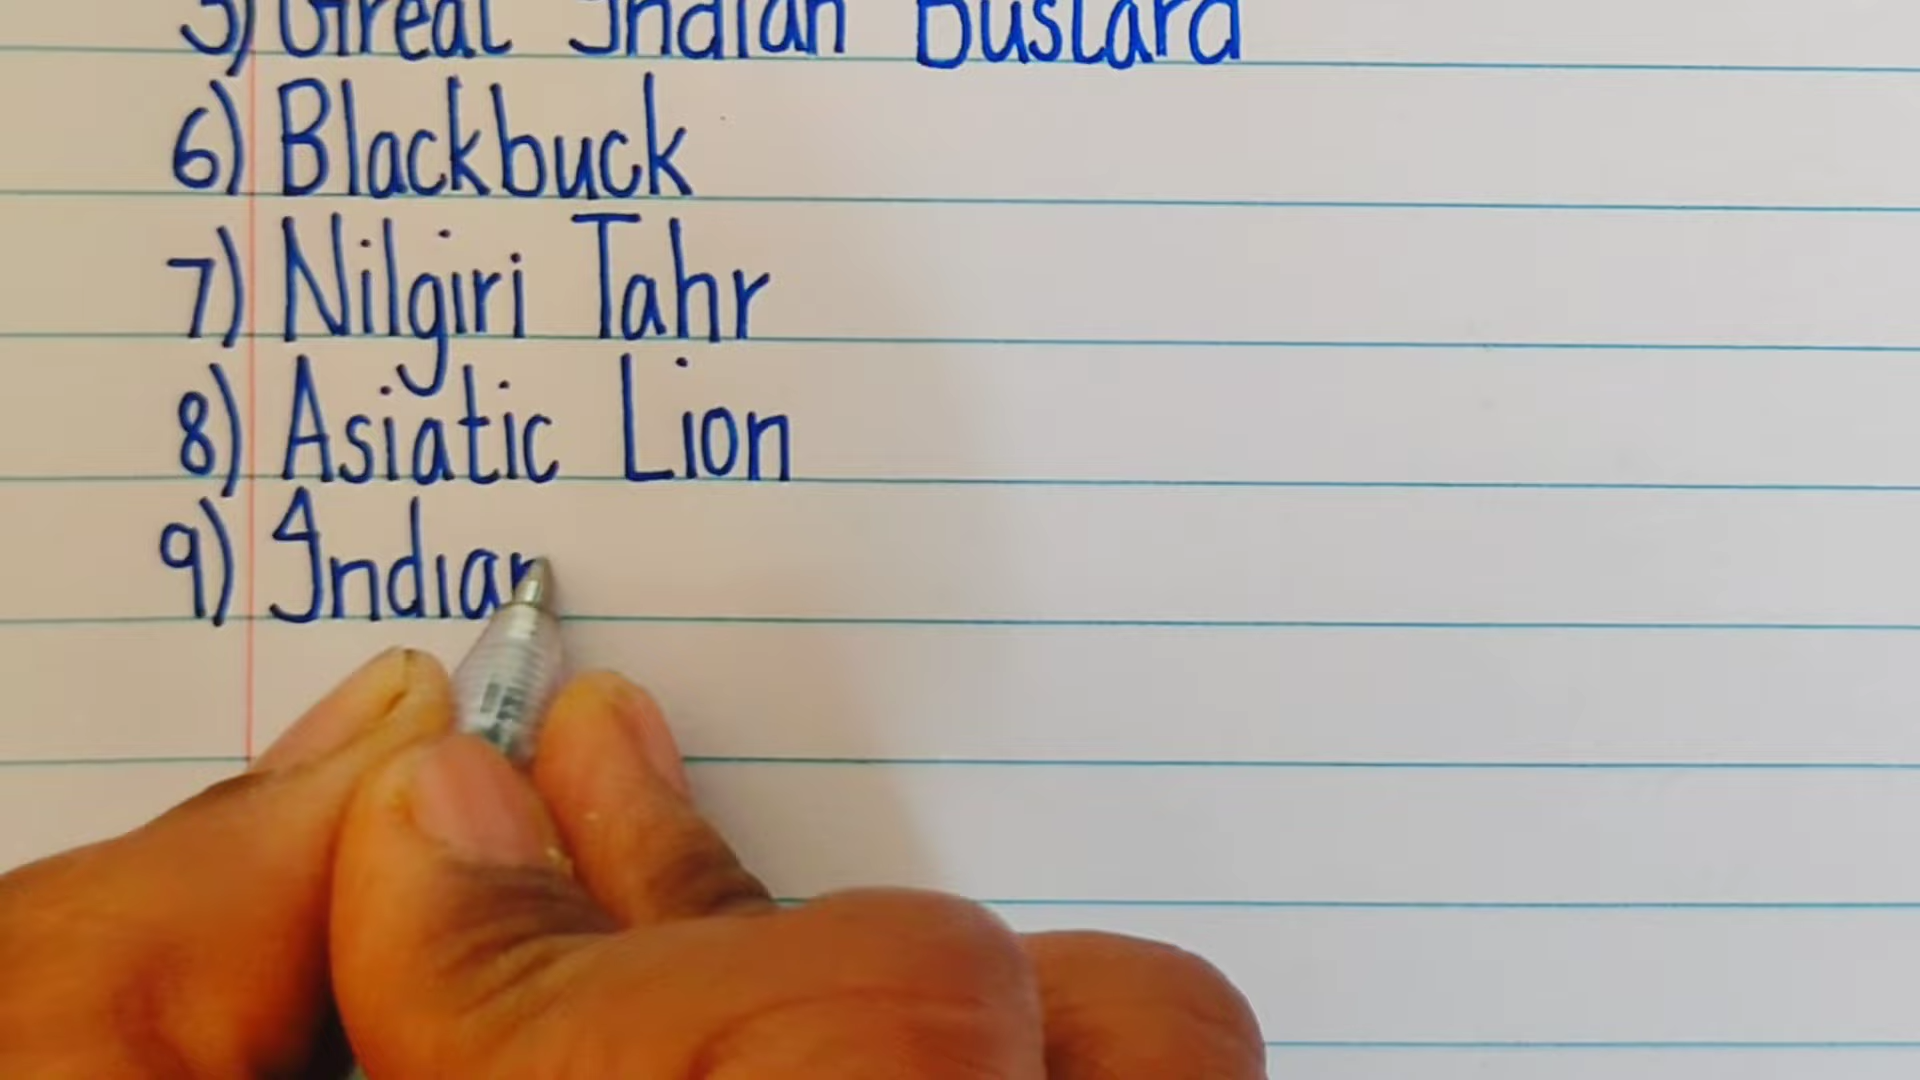 5) Great Indian Bustard
6) Blackbuck
7) Nilgiri Tahr
8) Asiatic Lion
9) Indian